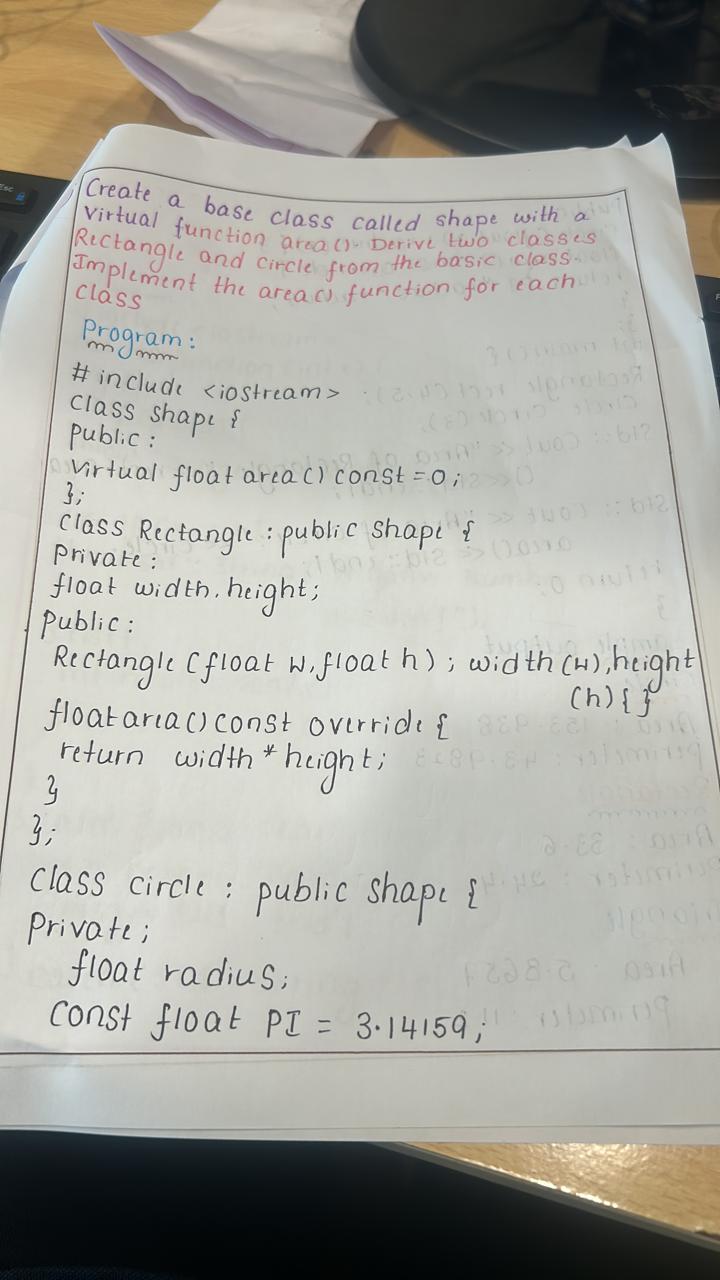 Create a base class called shape with a
virtual function area(). Derive two classes
Rectangle and circle from the basic class.
Implement the area() function for each
class
Program:
# include <iostream>
class shape {
Public:
virtual float area() const = 0;
};
class Rectangle : public shape {
Private:
float width, height;
Public:
Rectangle (float w, float h) ; width (w), height
(h) { }
float area() const override {
return width * height;
}
};
class circle : public shape {
Private;
float radius;
const float PI = 3.14159;
Esc